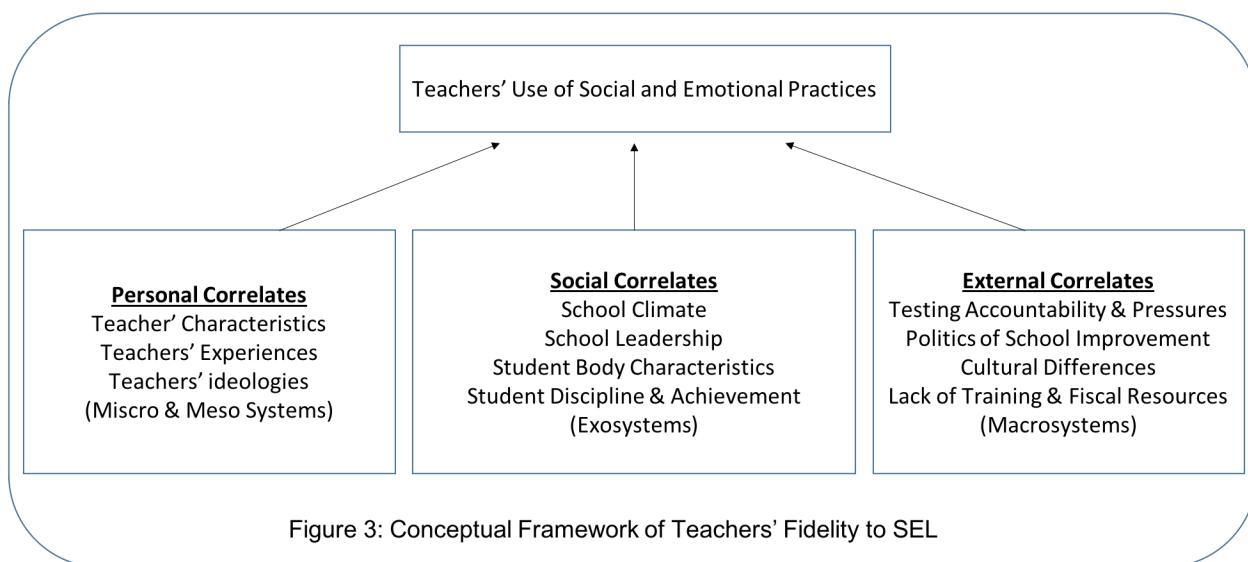 Teachers’ Use of Social and Emotional Practices
Personal Correlates
Teacher’ Characteristics
Teachers’ Experiences
Teachers’ ideologies
(Miscro & Meso Systems)
Social Correlates
School Climate
School Leadership
Student Body Characteristics
Student Discipline & Achievement
(Exosystems)
External Correlates
Testing Accountability & Pressures
Politics of School Improvement
Cultural Differences
Lack of Training & Fiscal Resources
(Macrosystems)
Figure 3: Conceptual Framework of Teachers’ Fidelity to SEL